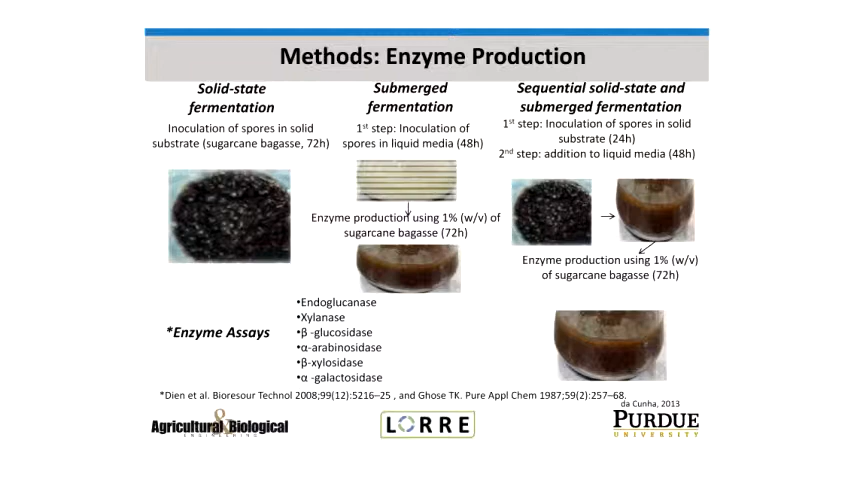 Methods: Enzyme Production
Solid-state
fermentation
Inoculation of spores in solid
substrate (sugarcane bagasse, 72h)
Submerged
fermentation
1st step: Inoculation of
spores in liquid media (48h)
Enzyme production using 1% (w/v) of
sugarcane bagasse (72h)
Sequential solid-state and
submerged fermentation
1st step: Inoculation of spores in solid
substrate (24h)
2nd step: addition to liquid media (48h)
Enzyme production using 1% (w/v)
of sugarcane bagasse (72h)
*Enzyme Assays
•Endoglucanase
•Xylanase
•β -glucosidase
•α-arabinosidase
•β-xylosidase
•α -galactosidase
*Dien et al. Bioresour Technol 2008;99(12):5216–25 , and Ghose TK. Pure Appl Chem 1987;59(2):257–68.
da Cunha, 2013
Agricultural & Biological
ENGINEERING
LORRE
PURDUE
UNIVERSITY